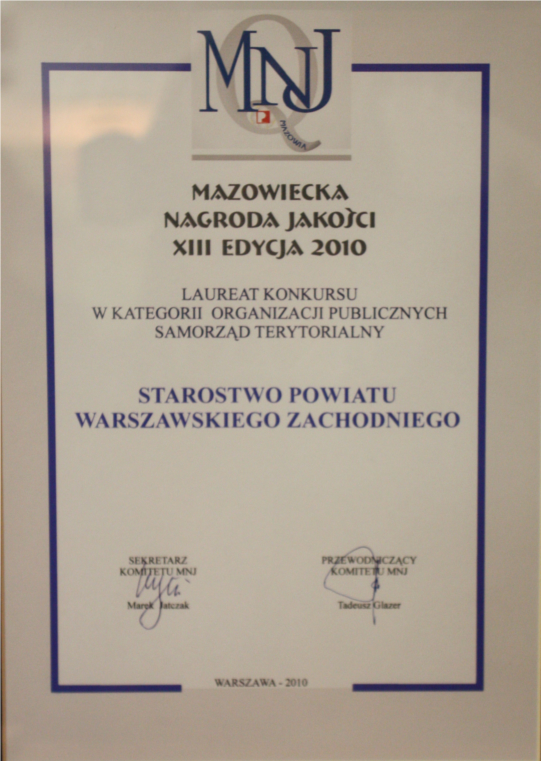 MNJ
Q
MAZOWIA
MAZOWIECKA
NAGRODA JAKOŚCI
XIII EDYCJA 2010
LAUREAT KONKURSU
W KATEGORII ORGANIZACJI PUBLICZNYCH
SAMORZĄD TERYTORIALNY
STAROSTWO POWIATU
WARSZAWSKIEGO ZACHODNIEGO
SEKRETARZ
KOMITETU MNJ
Marek Jatczak
PRZEWODNICZĄCY
KOMITETU MNJ
Tadeusz Glazer
WARSZAWA - 2010